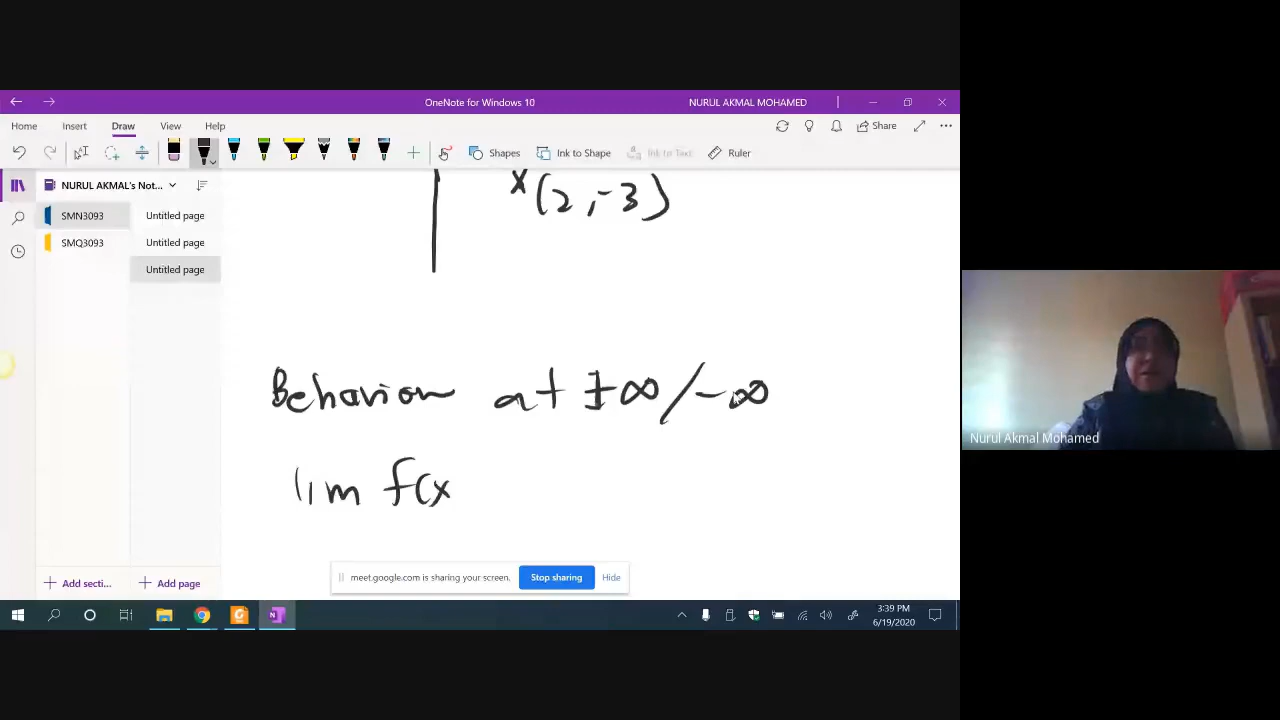 OneNote for Windows 10
NURUL AKMAL MOHAMED
Home Insert Draw View Help
Share
Shapes
Ink to Shape
Ink to Text
Ruler
NURUL AKMAL's Not...
SMN3093
SMQ3093
Untitled page
Untitled page
Untitled page
x(2,-3)
Behavior at ±∞/-∞
lim f(x
Add secti...
Add page
meet.google.com is sharing your screen.
Stop sharing
Hide
3:39 PM
6/19/2020
Nurul Akmal Mohamed